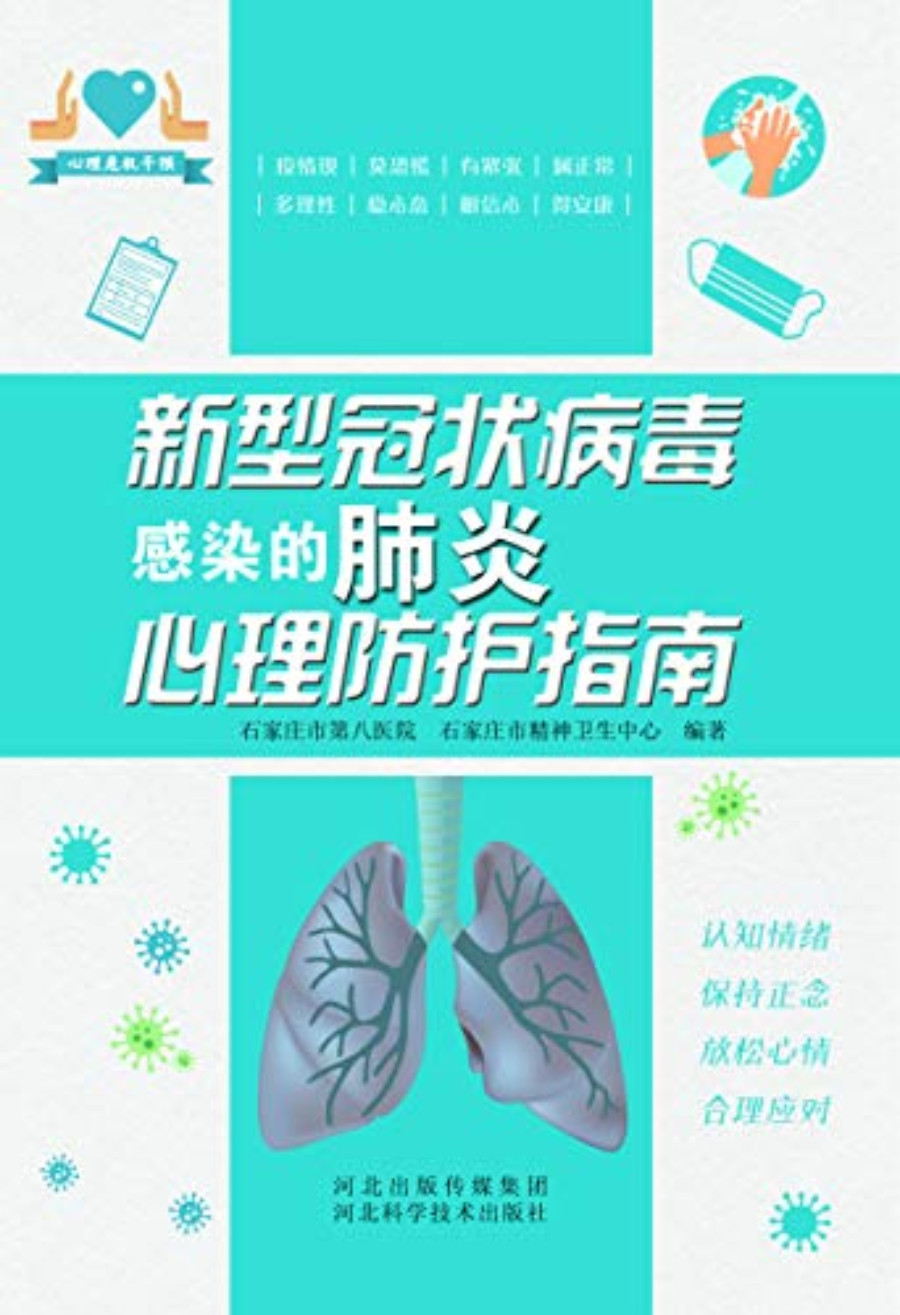 心理危机干预
| 疫情现 | 莫恐慌 | 有紧张 | 属正常 |
| 多理性 | 稳心态 | 树信心 | 得安康 |
新型冠状病毒
感染的肺炎
心理防护指南
石家庄市第八医院 石家庄市精神卫生中心 编著
认知情绪
保持正念
放松心情
合理应对
河北出版传媒集团
河北科学技术出版社